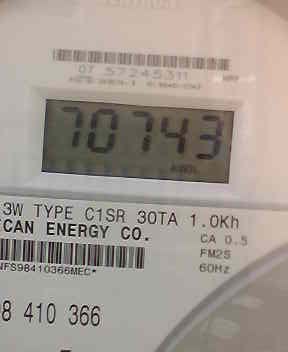 07 57245311
70743
3W TYPE C1SR 30TA 1.0Kh
CAN ENERGY CO.
CA 0.5
FM2S
60Hz
NFS98410366MEC*
8 410 366